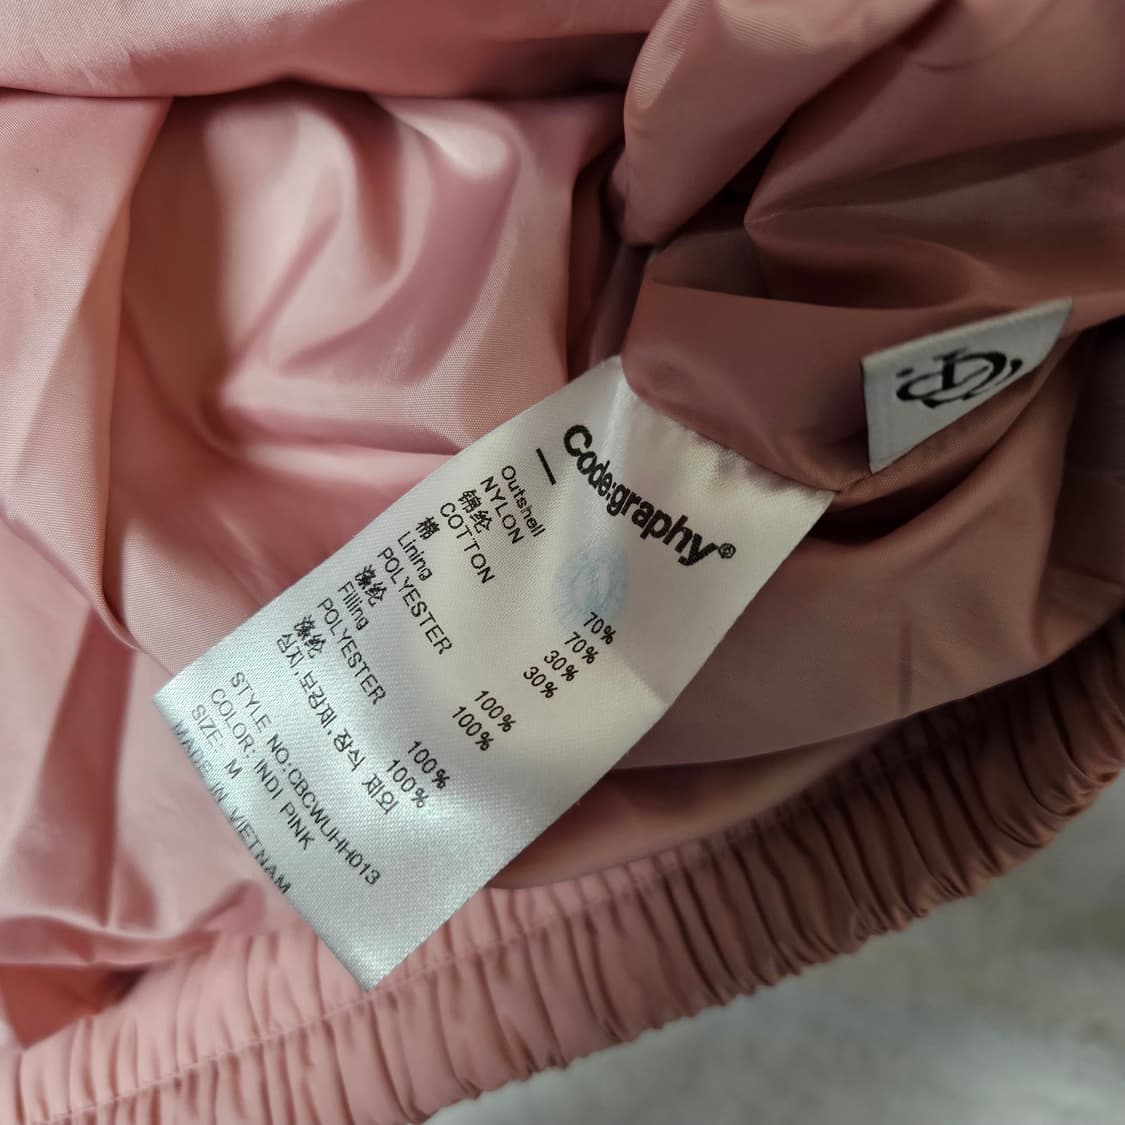 Code:graphy®
Outshell
NYLON 70%
锦纶 70%
COTTON 30%
棉 30%
Lining
POLYESTER 100%
涤纶 100%
Filling
POLYESTER 100%
涤纶 100%
심지,보강제,장식 제외
STYLE NO:CBCWUHH013
COLOR: INDI PINK
SIZE: M
MADE IN VIETNAM